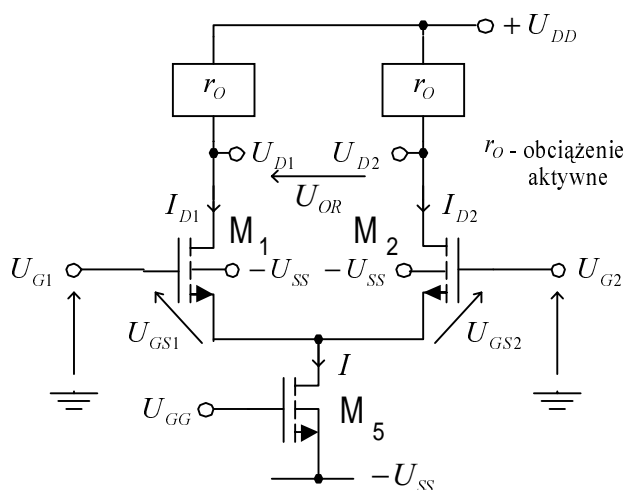 + U_DD
r_O
r_O
U_D1
U_D2
r_O - obciążenie
aktywne
U_OR
I_D1
I_D2
M_1
M_2
U_G1
-U_SS
-U_SS
U_G2
U_GS1
U_GS2
I
U_GG
M_5
-U_SS